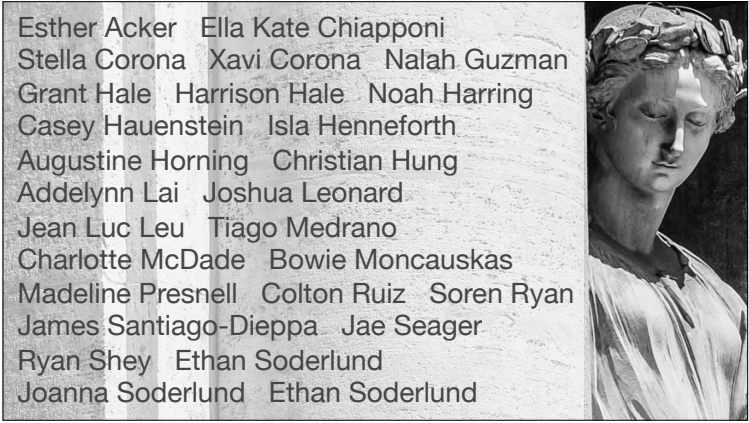 Esther Acker Ella Kate Chiapponi
Stella Corona Xavi Corona Nalah Guzman
Grant Hale Harrison Hale Noah Harring
Casey Hauenstein Isla Henneforth
Augustine Horning Christian Hung
Addelynn Lai Joshua Leonard
Jean Luc Leu Tiago Medrano
Charlotte McDade Bowie Moncauskas
Madeline Presnell Colton Ruiz Soren Ryan
James Santiago-Dieppa Jae Seager
Ryan Shey Ethan Soderlund
Joanna Soderlund Ethan Soderlund